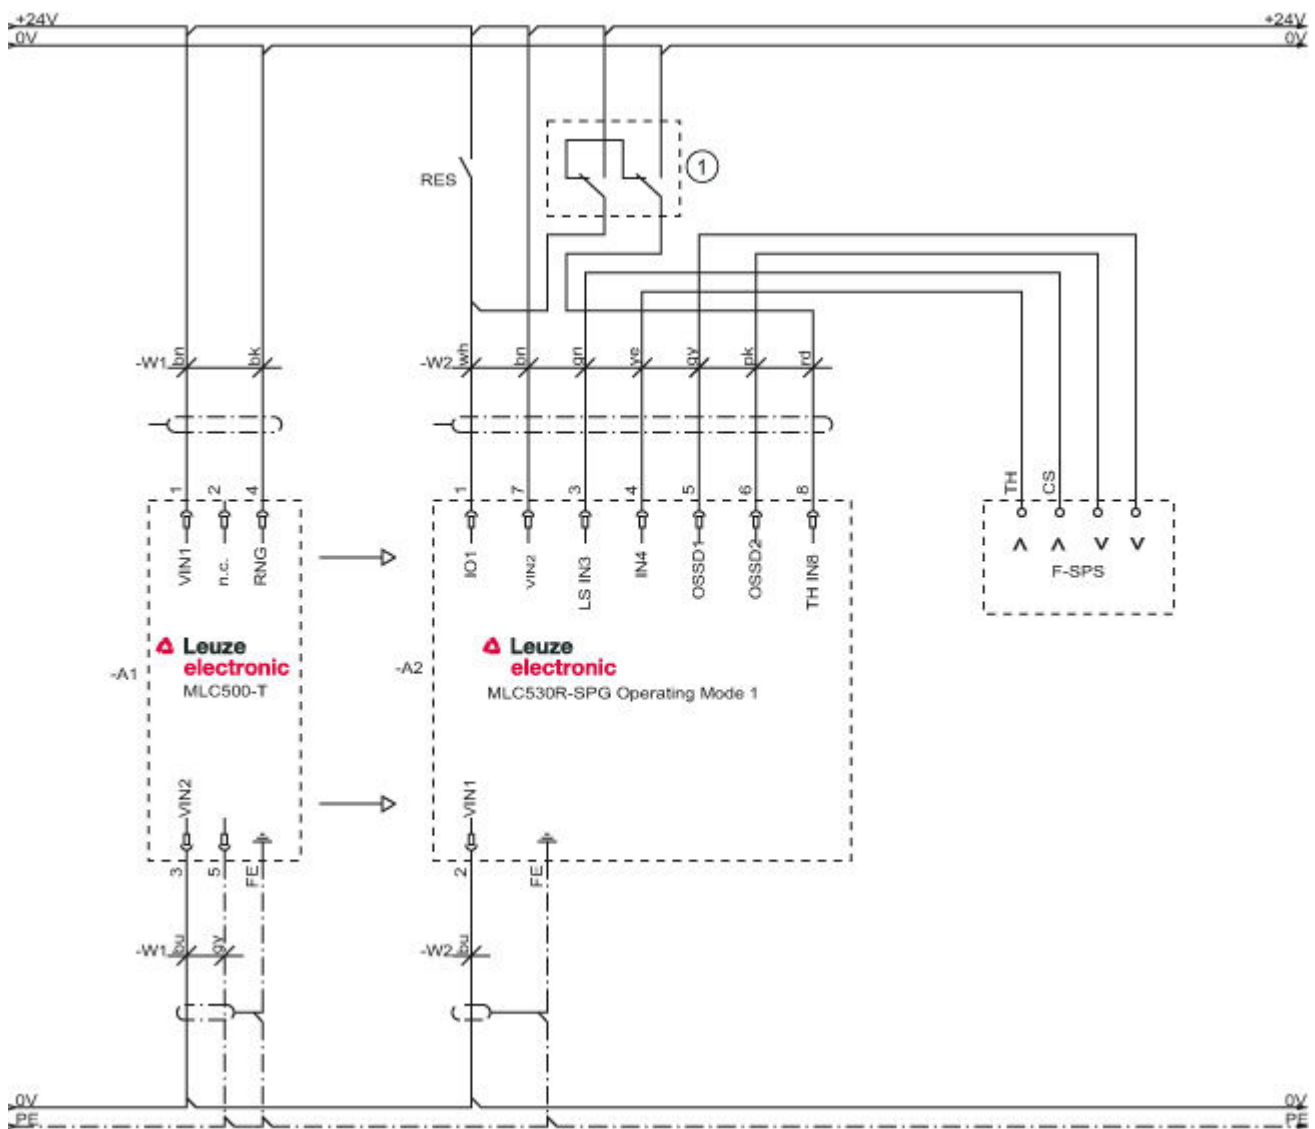 +24V +24V
0V 0V
1
RES
-W1 bn bk -W2 wh bn gn ye gy pk rd
1 2 4 1 7 3 4 5 6 8 TH CS
VIN1 n.c. RNG IO1 VIN2 LS IN3 IN4 OSSD1 OSSD2 TH IN8
F-SPS
Leuze Leuze
-A1 electronic -A2 electronic
MLC500-T MLC530R-SPG Operating Mode 1
VIN2 VIN1
3 5 FE 2 FE
-W1 bu gy -W2 bu
0V 0V
PE PE